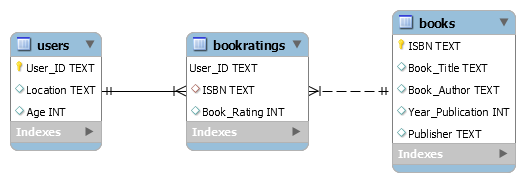 users
User_ID TEXT
Location TEXT
Age INT
Indexes
bookratings
User_ID TEXT
ISBN TEXT
Book_Rating INT
Indexes
books
ISBN TEXT
Book_Title TEXT
Book_Author TEXT
Year_Publication INT
Publisher TEXT
Indexes